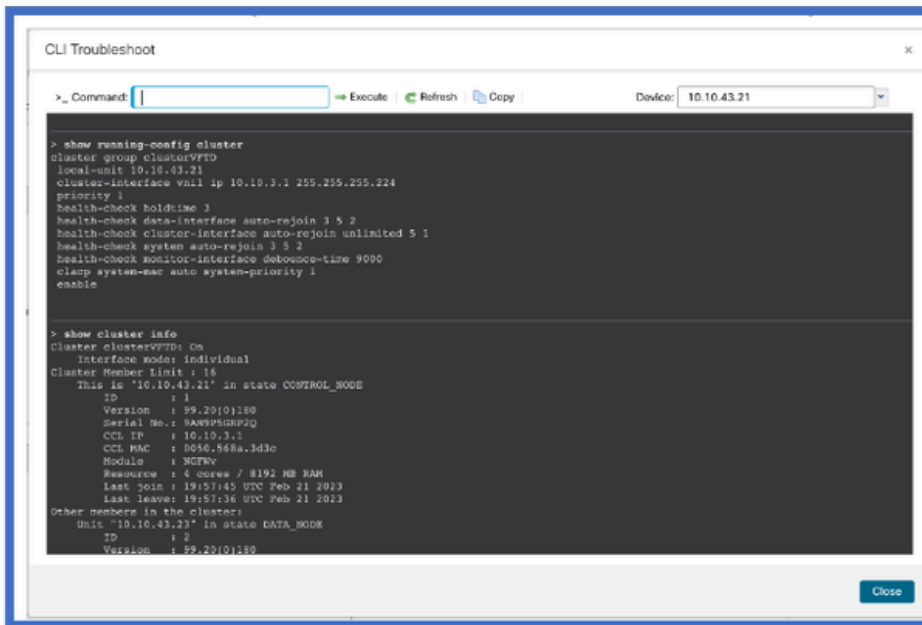 CLI Troubleshoot ×
>_ Command: Execute Refresh Copy Device: 10.10.43.21
> show running-config cluster
cluster group clusterVFTD
local-unit 10.10.43.21
cluster-interface vni1 ip 10.10.3.1 255.255.255.224
priority 1
health-check holdtime 3
health-check data-interface auto-rejoin 3 5 2
health-check cluster-interface auto-rejoin unlimited 5 1
health-check system auto-rejoin 3 5 2
health-check monitor-interface debounce-time 9000
clacp system-mac auto system-priority 1
enable
> show cluster info
Cluster clusterVFTD: On
Interface mode: individual
Cluster Member Limit : 16
This is "10.10.43.21" in state CONTROL_NODE
ID : 1
Version : 99.20(0)180
Serial No.: 9AN9P5GRP2Q
CCL IP : 10.10.3.1
CCL MAC : 0050.568a.3d3c
Module : NGFWv
Resource : 4 cores / 8192 MB RAM
Last join : 19:57:45 UTC Feb 21 2023
Last leave: 19:57:36 UTC Feb 21 2023
Other members in the cluster:
Unit "10.10.43.23" in state DATA_NODE
ID : 2
Version : 99.20(0)180
Close